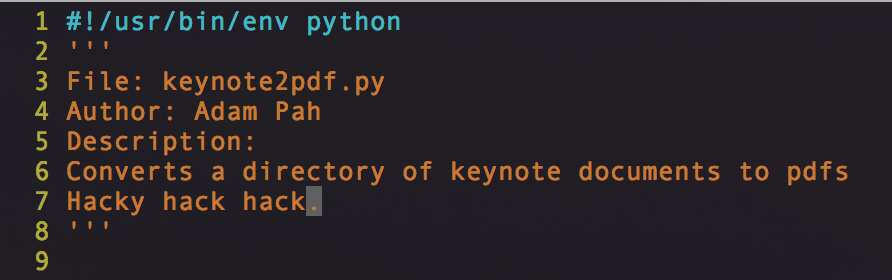 1 #!/usr/bin/env python
2 '''
3 File: keynote2pdf.py
4 Author: Adam Pah
5 Description:
6 Converts a directory of keynote documents to pdfs
7 Hacky hack hack.
8 '''
9